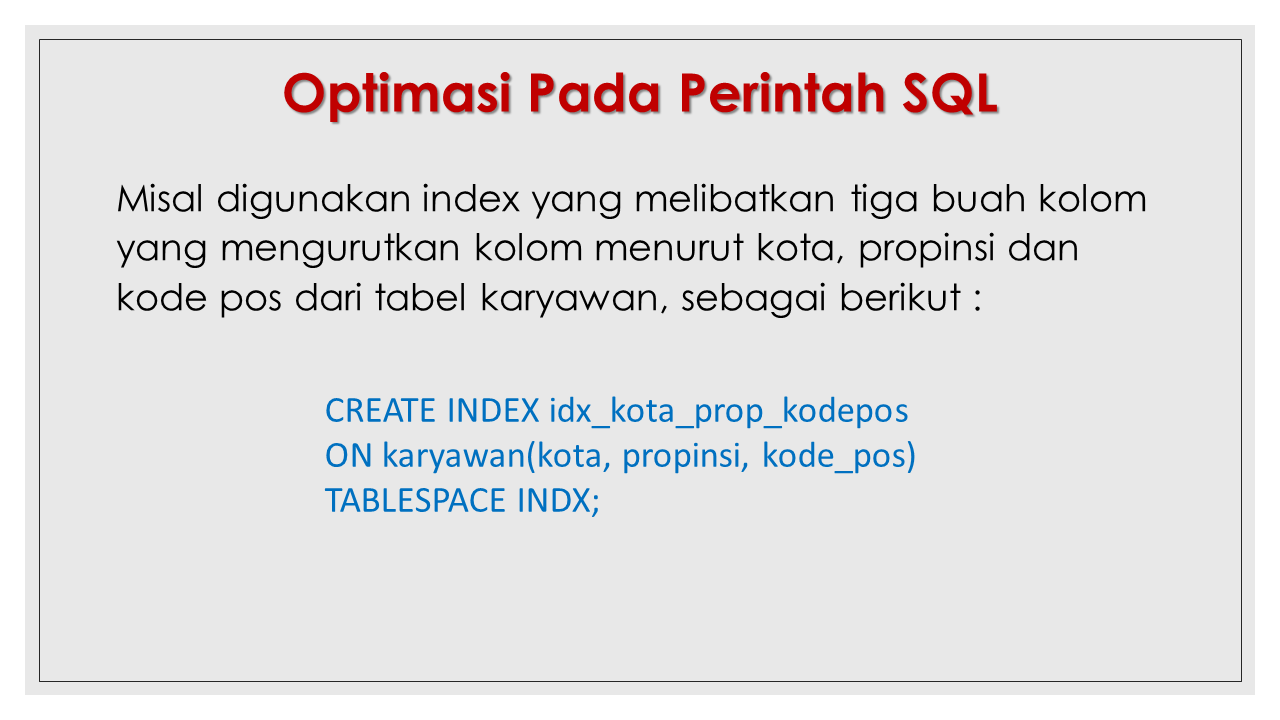 Optimasi Pada Perintah SQL
Misal digunakan index yang melibatkan tiga buah kolom
yang mengurutkan kolom menurut kota, propinsi dan
kode pos dari tabel karyawan, sebagai berikut :
CREATE INDEX idx_kota_prop_kodepos
ON karyawan(kota, propinsi, kode_pos)
TABLESPACE INDX;